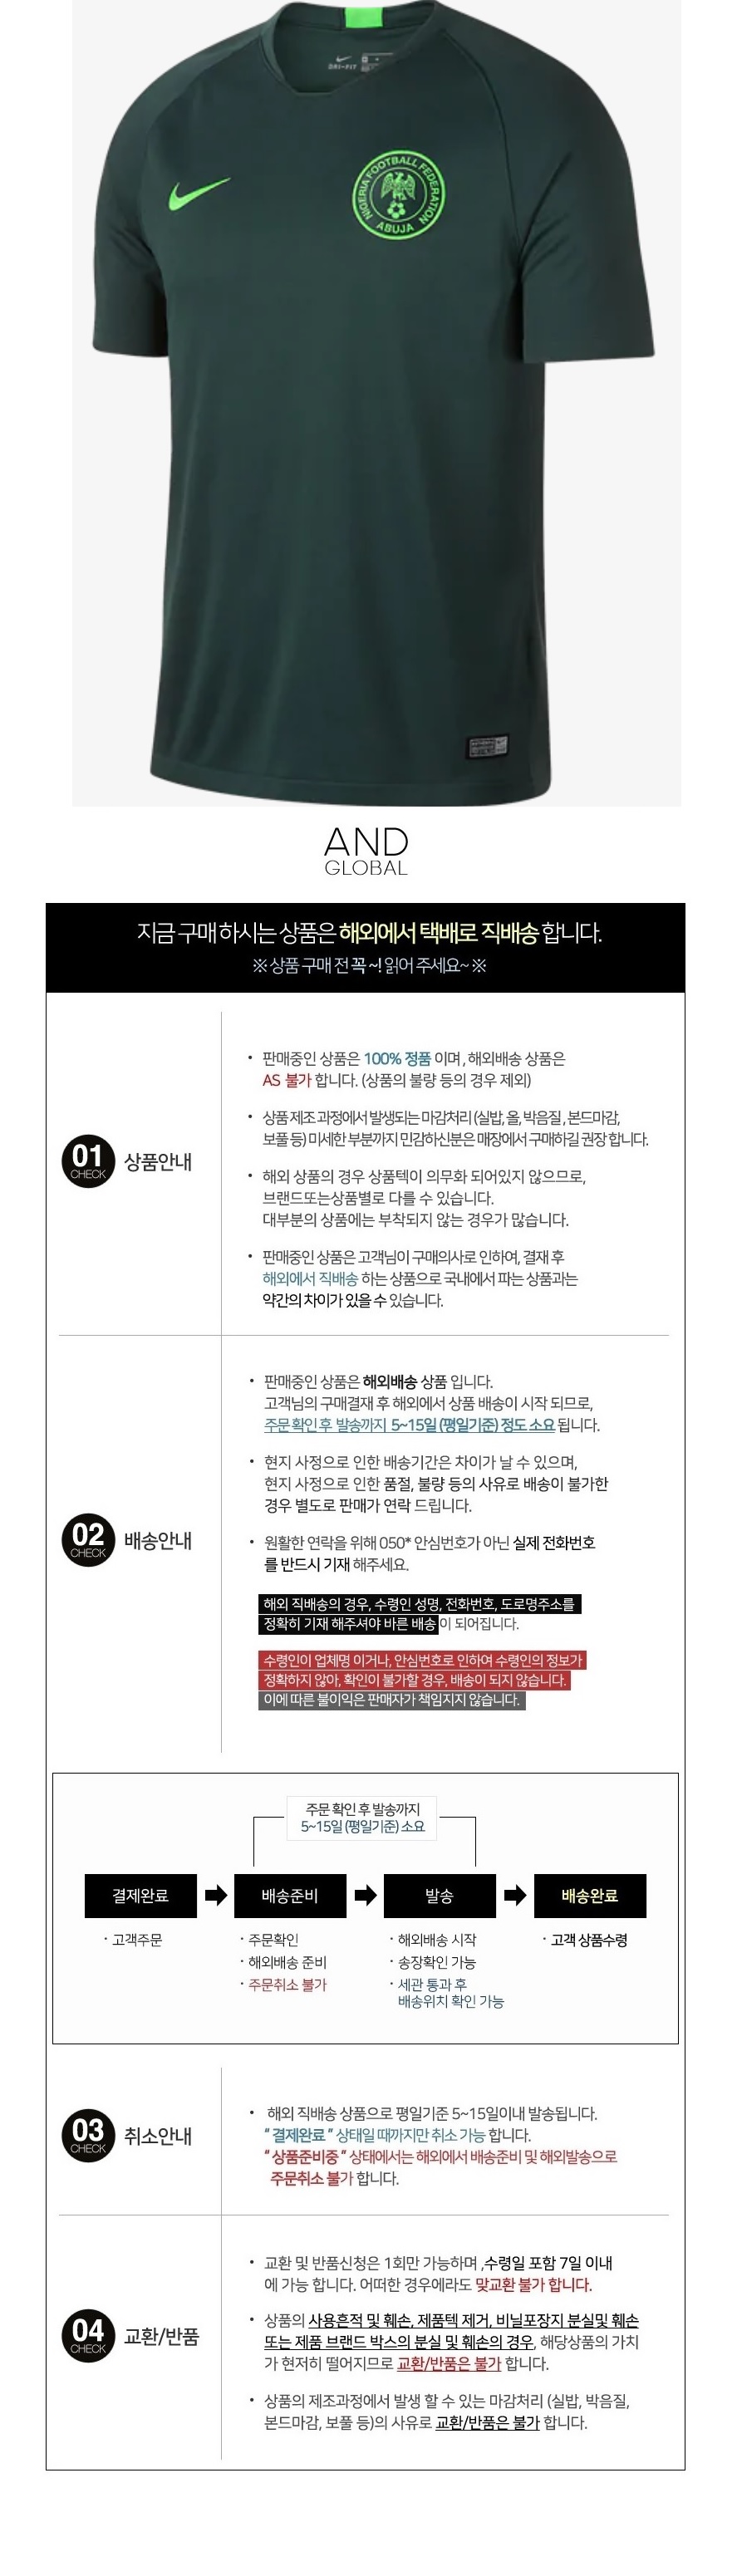 DRI-FIT
NIGERIA FOOTBALL FEDERATION
ABUJA
AND
GLOBAL
지금 구매 하시는 상품은 해외에서 택배로 직배송 합니다.
※ 상품 구매 전 꼭 ~! 읽어 주세요~ ※
01
CHECK
상품안내
• 판매중인 상품은 100% 정품 이며 , 해외배송 상품은
AS 불가 합니다. (상품의 불량 등의 경우 제외)
• 상품 제조 과정에서 발생되는 마감처리 (실밥, 올, 박음질 , 본드마감,
보풀 등) 미세한 부분까지 민감하신분은 매장에서 구매하길 권장 합니다.
• 해외 상품의 경우 상품텍이 의무화 되어있지 않으므로,
브랜드또는상품별로 다를 수 있습니다.
대부분의 상품에는 부착되지 않는 경우가 많습니다.
• 판매중인 상품은 고객님이 구매의사로 인하여, 결재 후
해외에서 직배송 하는 상품으로 국내에서 파는 상품과는
약간의 차이가 있을 수 있습니다.
02
CHECK
배송안내
• 판매중인 상품은 해외배송 상품 입니다.
고객님의 구매결재 후 해외에서 상품 배송이 시작 되므로,
주문 확인 후 발송까지 5~15일 (평일기준) 정도 소요 됩니다.
• 현지 사정으로 인한 배송기간은 차이가 날 수 있으며,
현지 사정으로 인한 품절, 불량 등의 사유로 배송이 불가한
경우 별도로 판매가 연락 드립니다.
• 원활한 연락을 위해 050* 안심번호가 아닌 실제 전화번호
를 반드시 기재 해주세요.
해외 직배송의 경우, 수령인 성명, 전화번호, 도로명주소를
정확히 기재 해주셔야 바른 배송 이 되어집니다.
수령인이 업체명 이거나, 안심번호로 인하여 수령인의 정보가
정확하지 않아, 확인이 불가할 경우, 배송이 되지 않습니다.
이에 따른 불이익은 판매자가 책임지지 않습니다.
주문 확인 후 발송까지
5~15일 (평일기준) 소요
결제완료 배송준비 발송 배송완료
· 고객주문 · 주문확인 · 해외배송 시작 · 고객 상품수령
· 해외배송 준비 · 송장확인 가능
· 주문취소 불가 · 세관 통과 후
배송위치 확인 가능
03
CHECK
취소안내
• 해외 직배송 상품으로 평일기준 5~15일이내 발송됩니다.
" 결제완료 " 상태일 때까지만 취소 가능 합니다.
" 상품준비중 " 상태에서는 해외에서 배송준비 및 해외발송으로
주문취소 불가 합니다.
04
CHECK
교환/반품
• 교환 및 반품신청은 1회만 가능하며 ,수령일 포함 7일 이내
에 가능 합니다. 어떠한 경우에라도 맞교환 불가 합니다.
• 상품의 사용흔적 및 훼손, 제품텍 제거, 비닐포장지 분실및 훼손
또는 제품 브랜드 박스의 분실 및 훼손의 경우, 해당상품의 가치
가 현저히 떨어지므로 교환/반품은 불가 합니다.
• 상품의 제조과정에서 발생 할 수 있는 마감처리 (실밥, 박음질,
본드마감, 보풀 등)의 사유로 교환/반품은 불가 합니다.